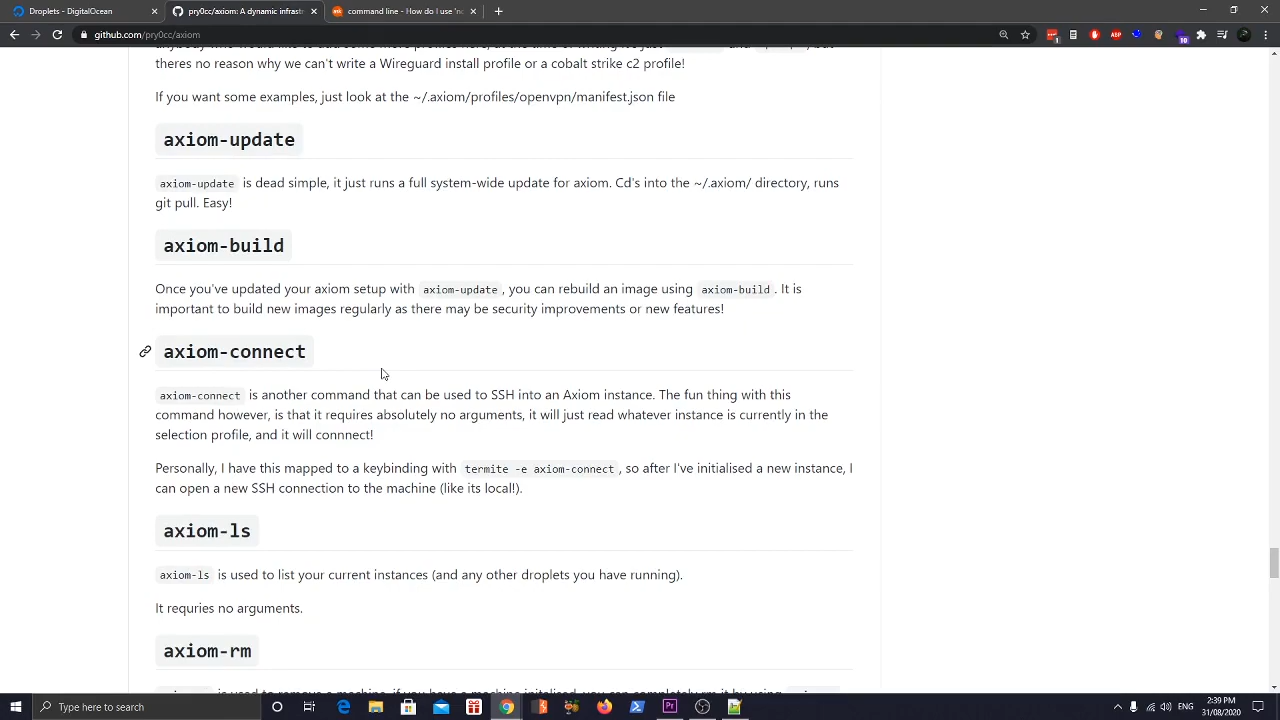 Droplets - DigitalOcean
pry0cc/axiom: A dynamic infrast
command line - How do I use 'no
github.com/pry0cc/axiom
theres no reason why we can't write a Wireguard install profile or a cobalt strike c2 profile!
If you want some examples, just look at the ~/.axiom/profiles/openvpn/manifest.json file
axiom-update
axiom-update is dead simple, it just runs a full system-wide update for axiom. Cd's into the ~/.axiom/ directory, runs
git pull. Easy!
axiom-build
Once you've updated your axiom setup with axiom-update, you can rebuild an image using axiom-build. It is
important to build new images regularly as there may be security improvements or new features!
axiom-connect
axiom-connect is another command that can be used to SSH into an Axiom instance. The fun thing with this
command however, is that it requires absolutely no arguments, it will just read whatever instance is currently in the
selection profile, and it will connnect!
Personally, I have this mapped to a keybinding with termite -e axiom-connect, so after I've initialised a new instance, I
can open a new SSH connection to the machine (like its local!).
axiom-ls
axiom-ls is used to list your current instances (and any other droplets you have running).
It requries no arguments.
axiom-rm
Type here to search
ENG
2:39 PM
31/08/2020